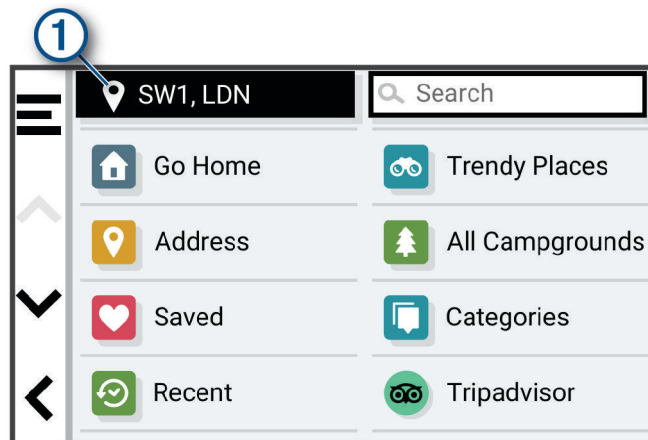 1
SW1, LDN
Search
Go Home
Trendy Places
Address
All Campgrounds
Saved
Categories
Recent
Tripadvisor